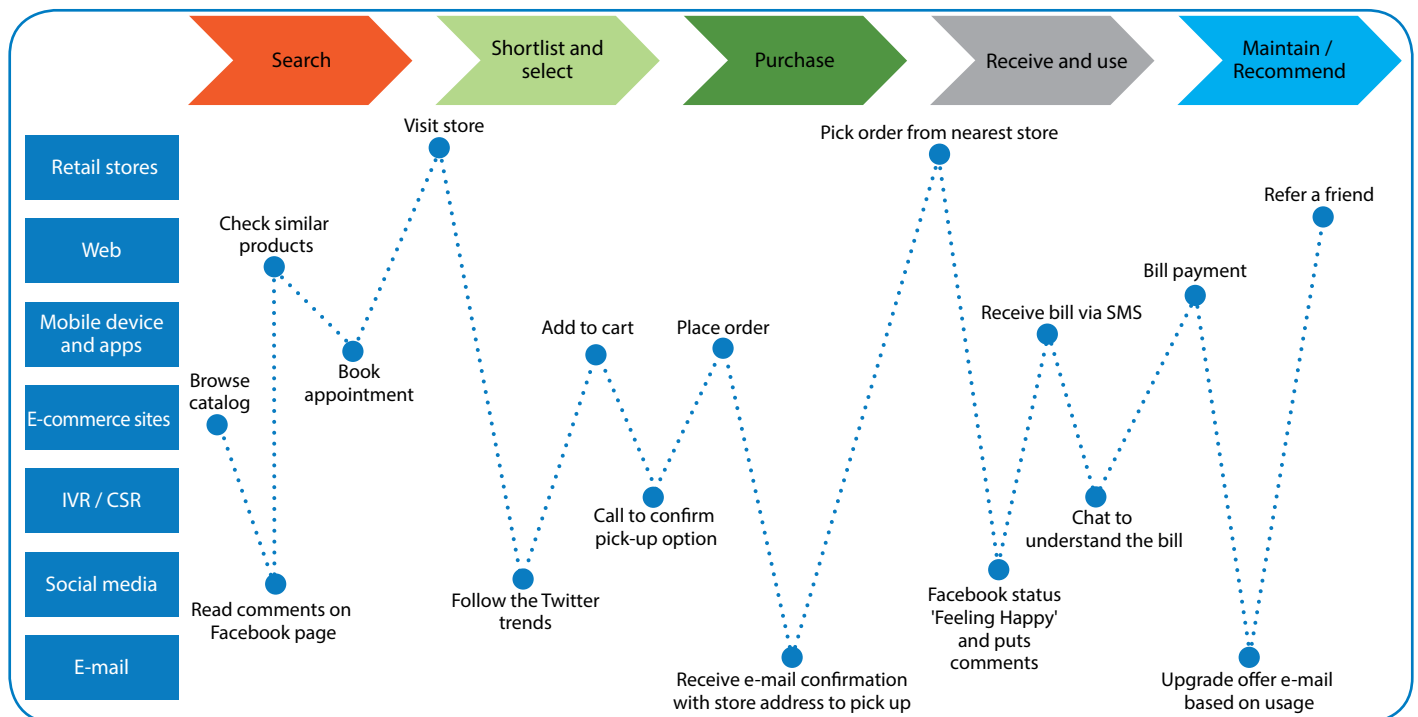 Search
Shortlist and
select
Purchase
Receive and use
Maintain /
Recommend
Retail stores
Web
Mobile device
and apps
E-commerce sites
IVR / CSR
Social media
E-mail
Browse
catalog
Read comments on
Facebook page
Check similar
products
Book
appointment
Visit store
Follow the Twitter
trends
Add to cart
Call to confirm
pick-up option
Place order
Receive e-mail confirmation
with store address to pick up
Pick order from nearest store
Facebook status
'Feeling Happy'
and puts
comments
Receive bill via SMS
Chat to
understand the bill
Bill payment
Upgrade offer e-mail
based on usage
Refer a friend